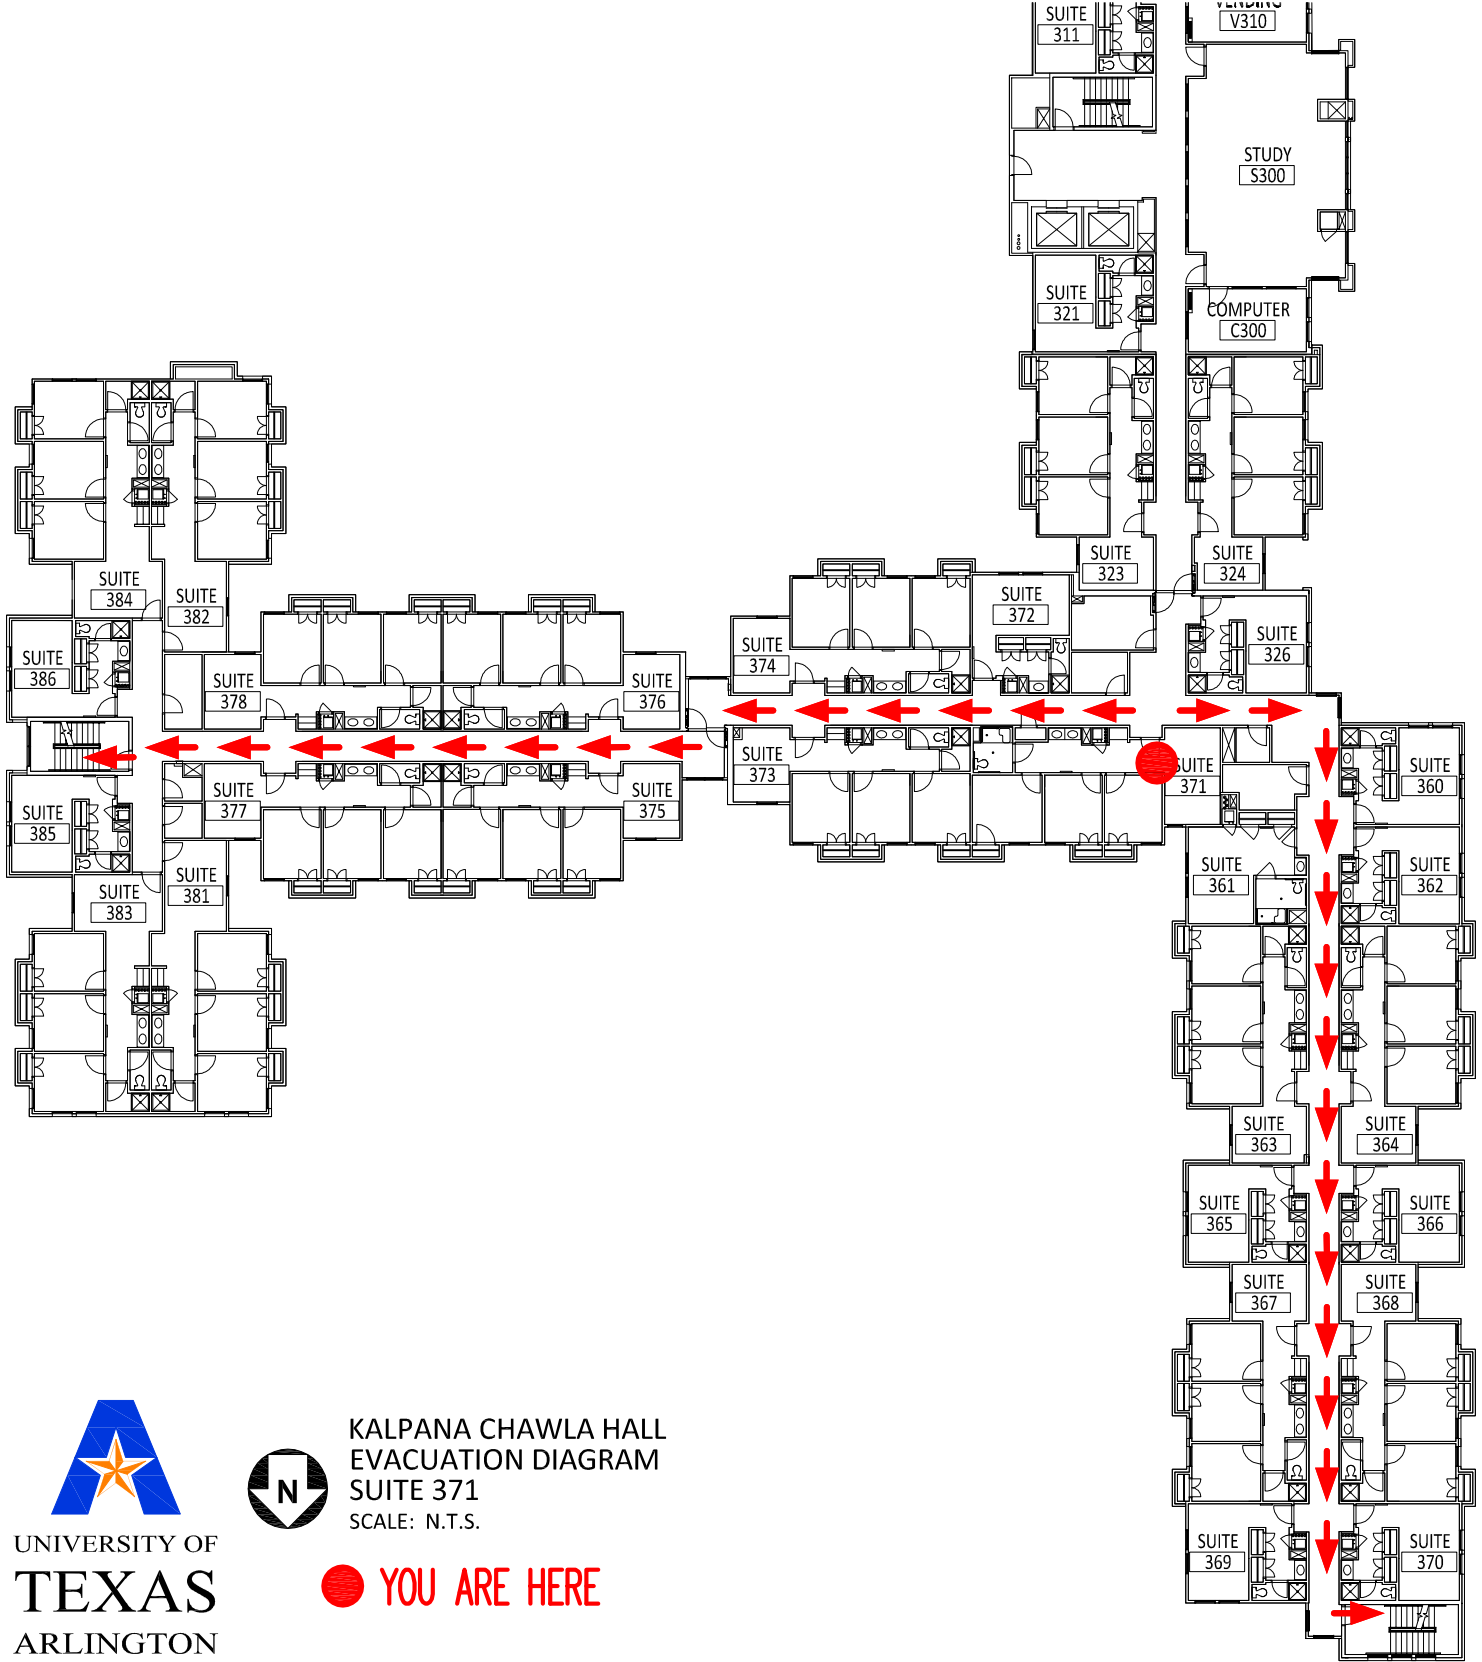 SUITE
311
VENDING
V310
STUDY
S300
SUITE
321
COMPUTER
C300
SUITE
323
SUITE
324
SUITE
384
SUITE
382
SUITE
386
SUITE
378
SUITE
376
SUITE
374
SUITE
372
SUITE
326
SUITE
373
SUITE
371
SUITE
360
SUITE
385
SUITE
377
SUITE
375
SUITE
361
SUITE
362
SUITE
383
SUITE
381
SUITE
363
SUITE
364
SUITE
365
SUITE
366
SUITE
367
SUITE
368
SUITE
369
SUITE
370
KALPANA CHAWLA HALL
EVACUATION DIAGRAM
SUITE 371
SCALE: N.T.S.
N
YOU ARE HERE
UNIVERSITY OF
TEXAS
ARLINGTON